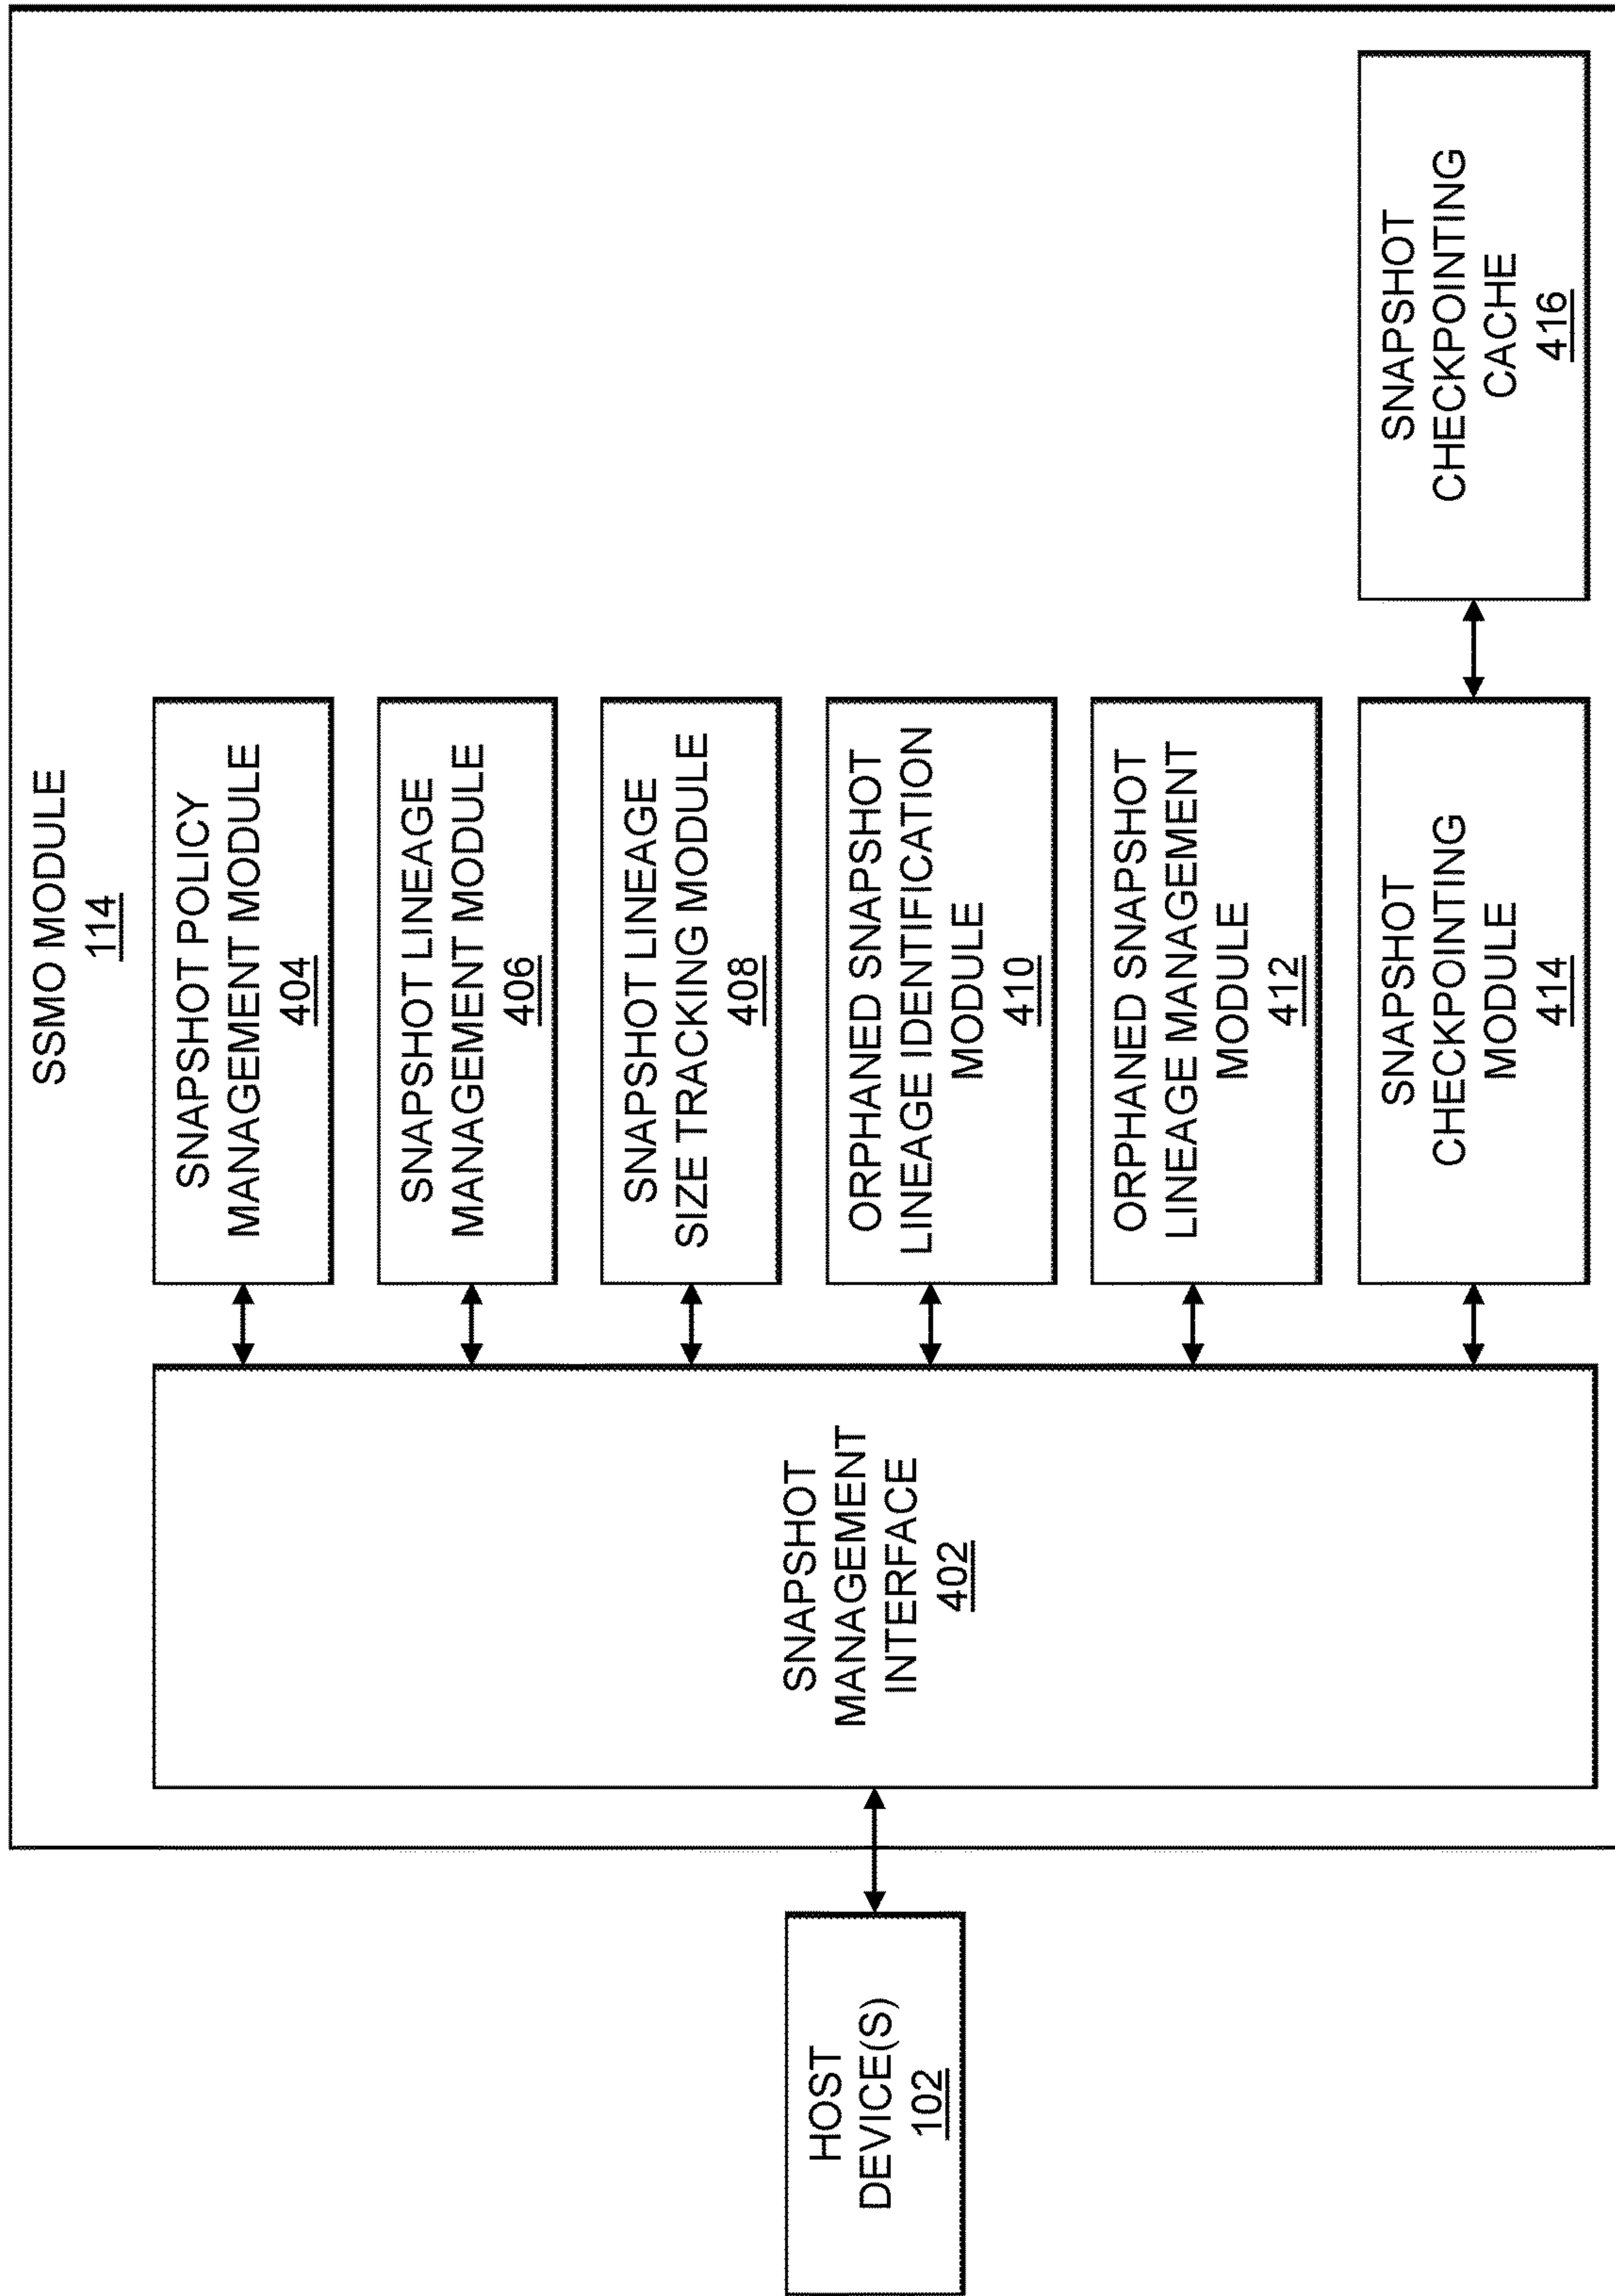 SSMO MODULE
114
HOST
DEVICE(S)
102
SNAPSHOT
MANAGEMENT
INTERFACE
402
SNAPSHOT POLICY
MANAGEMENT MODULE
404
SNAPSHOT LINEAGE
MANAGEMENT MODULE
406
SNAPSHOT LINEAGE
SIZE TRACKING MODULE
408
ORPHANED SNAPSHOT
LINEAGE IDENTIFICATION
MODULE
410
ORPHANED SNAPSHOT
LINEAGE MANAGEMENT
MODULE
412
SNAPSHOT
CHECKPOINTING
MODULE
414
SNAPSHOT
CHECKPOINTING
CACHE
416